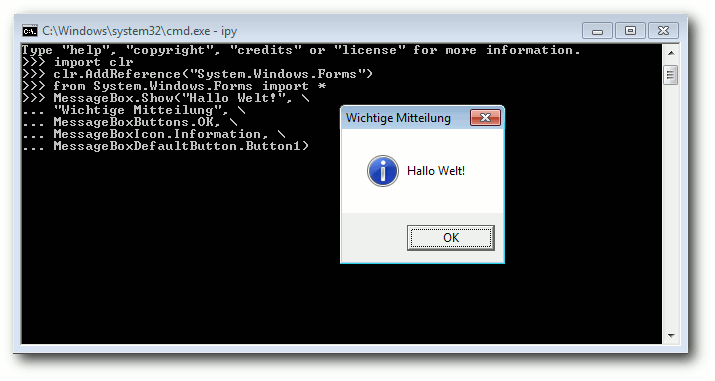 C:\Windows\system32\cmd.exe - ipy
Type "help", "copyright", "credits" or "license" for more information.
>>> import clr
>>> clr.AddReference("System.Windows.Forms")
>>> from System.Windows.Forms import *
>>> MessageBox.Show("Hallo Welt!", \
... "Wichtige Mitteilung", \
... MessageBoxButtons.OK, \
... MessageBoxIcon.Information, \
... MessageBoxDefaultButton.Button1)
Wichtige Mitteilung
Hallo Welt!
OK